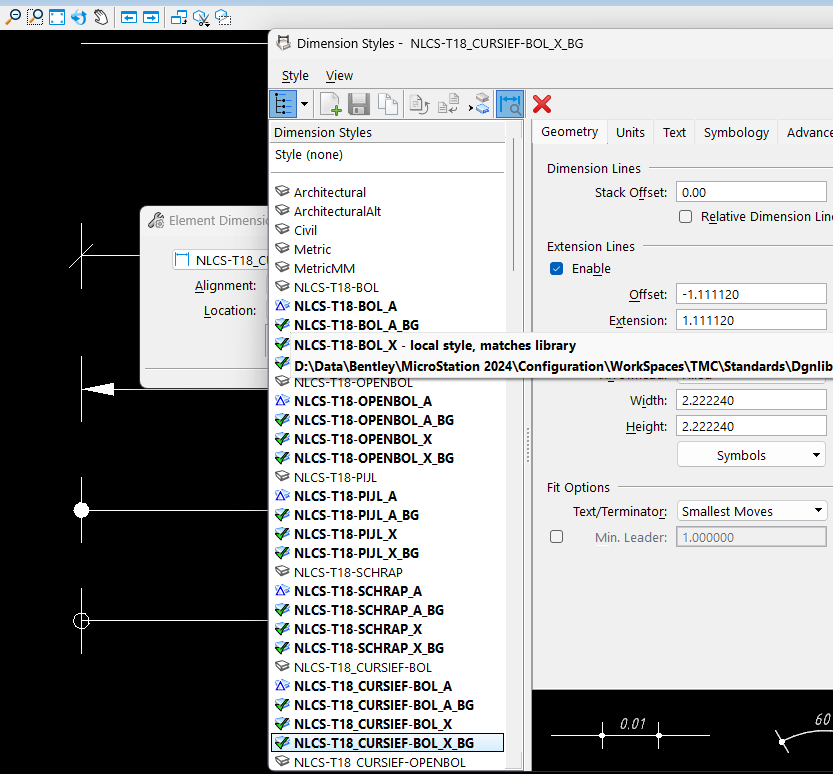 Dimension Styles - NLCS-T18_CURSIEF-BOL_X_BG
Style View
Dimension Styles
Style (none)
Architectural
ArchitecturalAlt
Civil
Metric
MetricMM
NLCS-T18-BOL
NLCS-T18-BOL_A
NLCS-T18-BOL_A_BG
NLCS-T18-BOL_X - local style, matches library
D:\Data\Bentley\MicroStation 2024\Configuration\WorkSpaces\TMC\Standards\Dgnlib
NLCS-T18-OPENBOL
NLCS-T18-OPENBOL_A
NLCS-T18-OPENBOL_A_BG
NLCS-T18-OPENBOL_X
NLCS-T18-OPENBOL_X_BG
NLCS-T18-PIJL
NLCS-T18-PIJL_A
NLCS-T18-PIJL_A_BG
NLCS-T18-PIJL_X
NLCS-T18-PIJL_X_BG
NLCS-T18-SCHRAP
NLCS-T18-SCHRAP_A
NLCS-T18-SCHRAP_A_BG
NLCS-T18-SCHRAP_X
NLCS-T18-SCHRAP_X_BG
NLCS-T18_CURSIEF-BOL
NLCS-T18_CURSIEF-BOL_A
NLCS-T18_CURSIEF-BOL_A_BG
NLCS-T18_CURSIEF-BOL_X
NLCS-T18_CURSIEF-BOL_X_BG
NLCS-T18_CURSIEF-OPENBOL
Element Dimensio
NLCS-T18_CU
Alignment:
Location:
Geometry Units Text Symbology Advance
Dimension Lines
Stack Offset: 0.00
Relative Dimension Line
Extension Lines
Enable
Offset: -1.111120
Extension: 1.111120
Width: 2.222240
Height: 2.222240
Symbols
Fit Options
Text/Terminator: Smallest Moves
Min. Leader: 1.000000
0.01
60